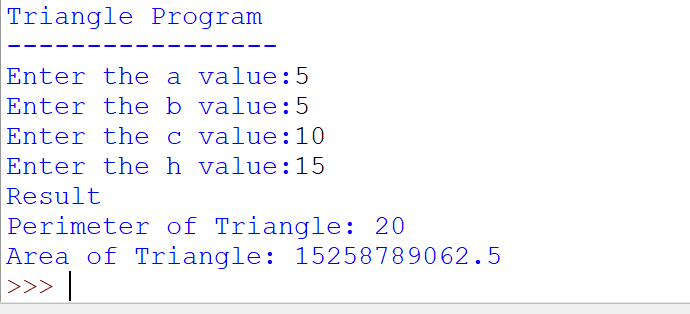 Triangle Program
-----------------
Enter the a value:5
Enter the b value:5
Enter the c value:10
Enter the h value:15
Result
Perimeter of Triangle: 20
Area of Triangle: 15258789062.5
>>>